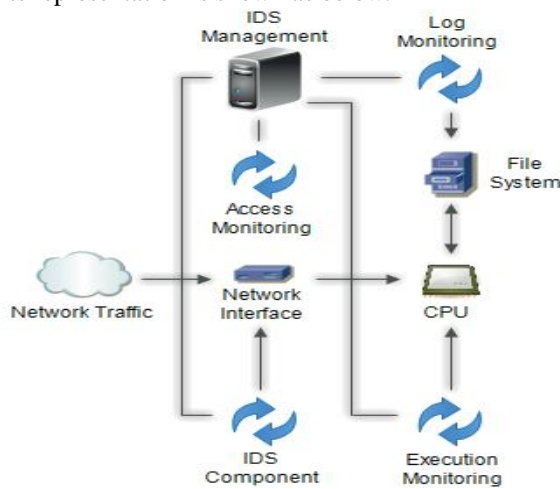 IDS
Management
Log
Monitoring
File
System
Access
Monitoring
Network Traffic
Network
Interface
CPU
IDS
Component
Execution
Monitoring